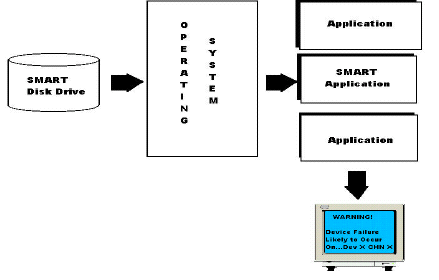 SMART
Disk Drive
OPERATING
SYSTEM
Application
SMART
Application
Application
WARNING!
Device Failure
Likely to Occur
On...Dev X CHN X